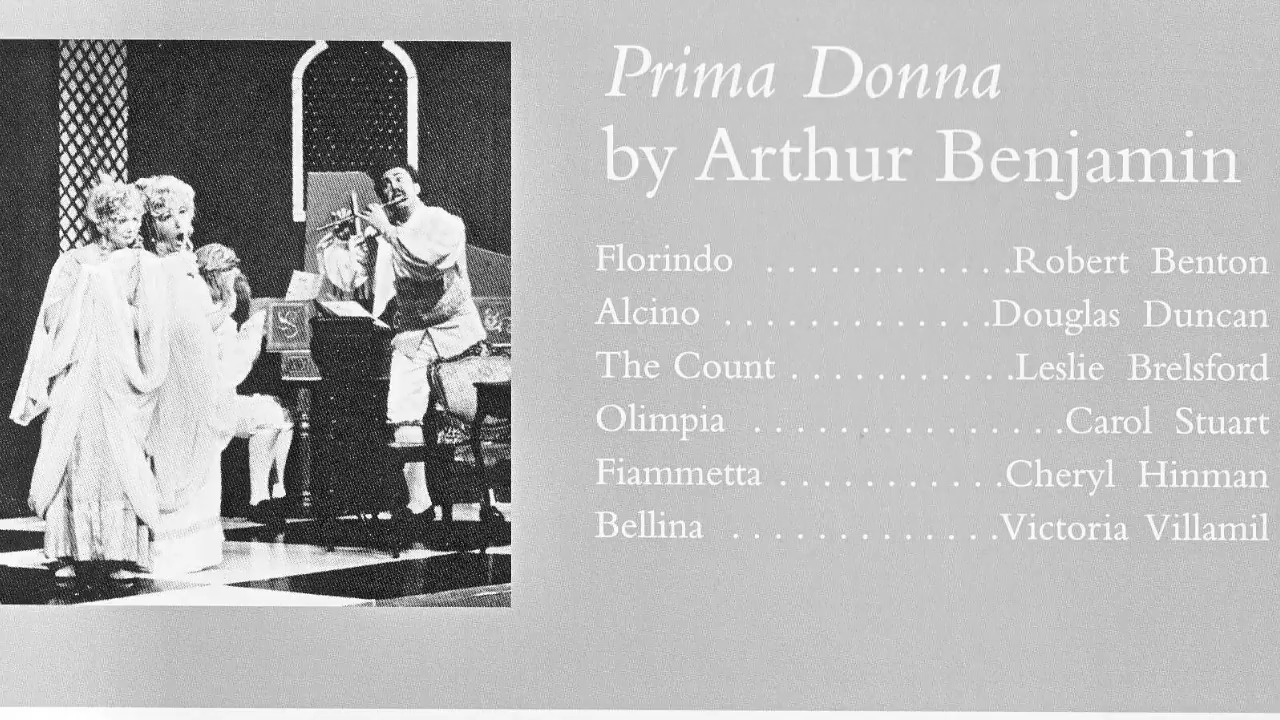 Prima Donna
by Arthur Benjamin
Florindo . . . . . . . . . . . . .Robert Benton
Alcino . . . . . . . . . . . . . .Douglas Duncan
The Count . . . . . . . . . . . .Leslie Brelsford
Olimpia . . . . . . . . . . . . . . . .Carol Stuart
Fiammetta . . . . . . . . . . . .Cheryl Hinman
Bellina . . . . . . . . . . . . . .Victoria Villamil